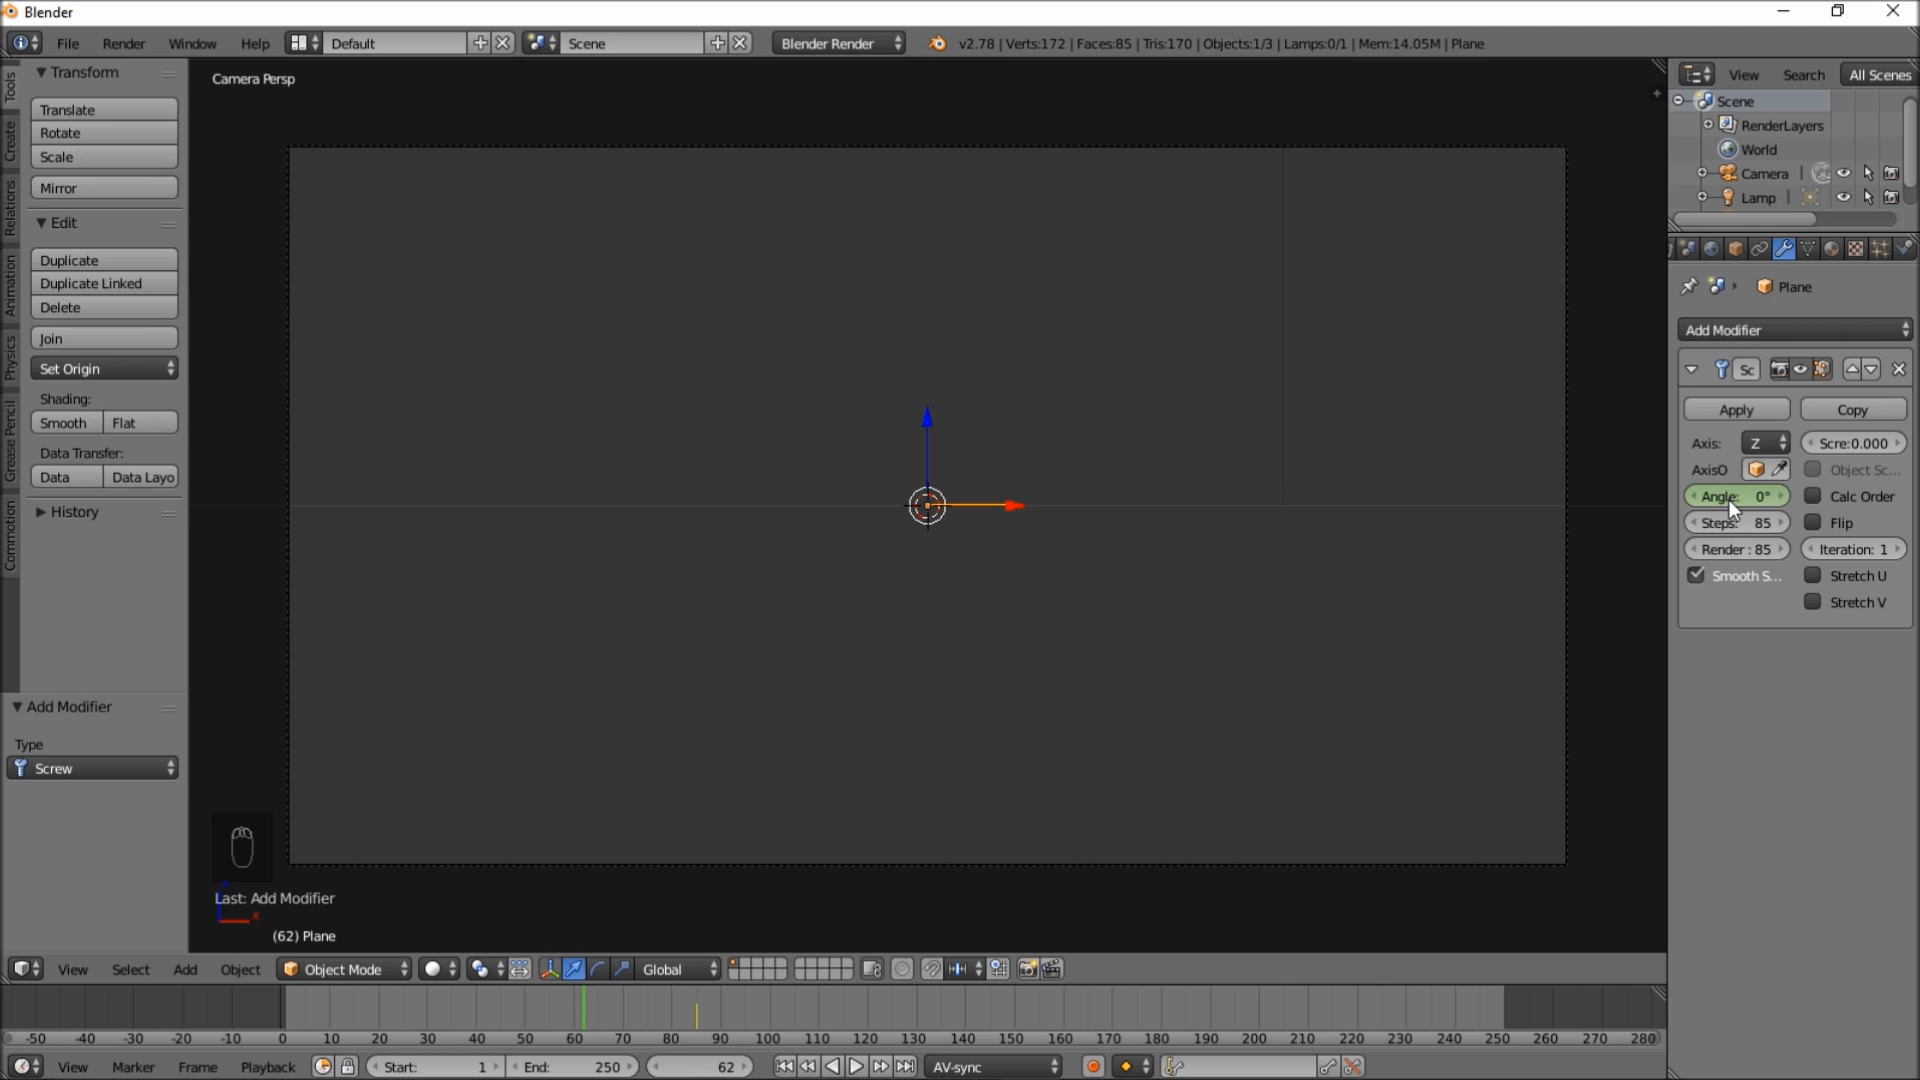 Blender
File Render Window Help Default Scene Blender Render v2.78 | Verts:172 | Faces:85 | Tris:170 | Objects:1/3 | Lamps:0/1 | Mem:14.05M | Plane
Tools
Create
Relations
Animation
Physics
Grease Pencil
Commotion
Transform
Translate
Rotate
Scale
Mirror
Edit
Duplicate
Duplicate Linked
Delete
Join
Set Origin
Shading:
Smooth Flat
Data Transfer:
Data Data Layo
History
Add Modifier
Type
Screw
Camera Persp
Last: Add Modifier
x
(62) Plane
View Search All Scenes
Scene
RenderLayers
World
Camera
Lamp
Plane
Add Modifier
Sc
Apply Copy
Axis: Z Scre:0.000
AxisO Object Sc...
Angle: 0° Calc Order
Steps: 85 Flip
Render : 85 Iteration: 1
Smooth S... Stretch U
Stretch V
View Select Add Object Object Mode Global
-50 -40 -30 -20 -10 0 10 20 30 40 50 60 70 80 90 100 110 120 130 140 150 160 170 180 190 200 210 220 230 240 250 260 270 280
View Marker Frame Playback Start: 1 End: 250 62 AV-sync